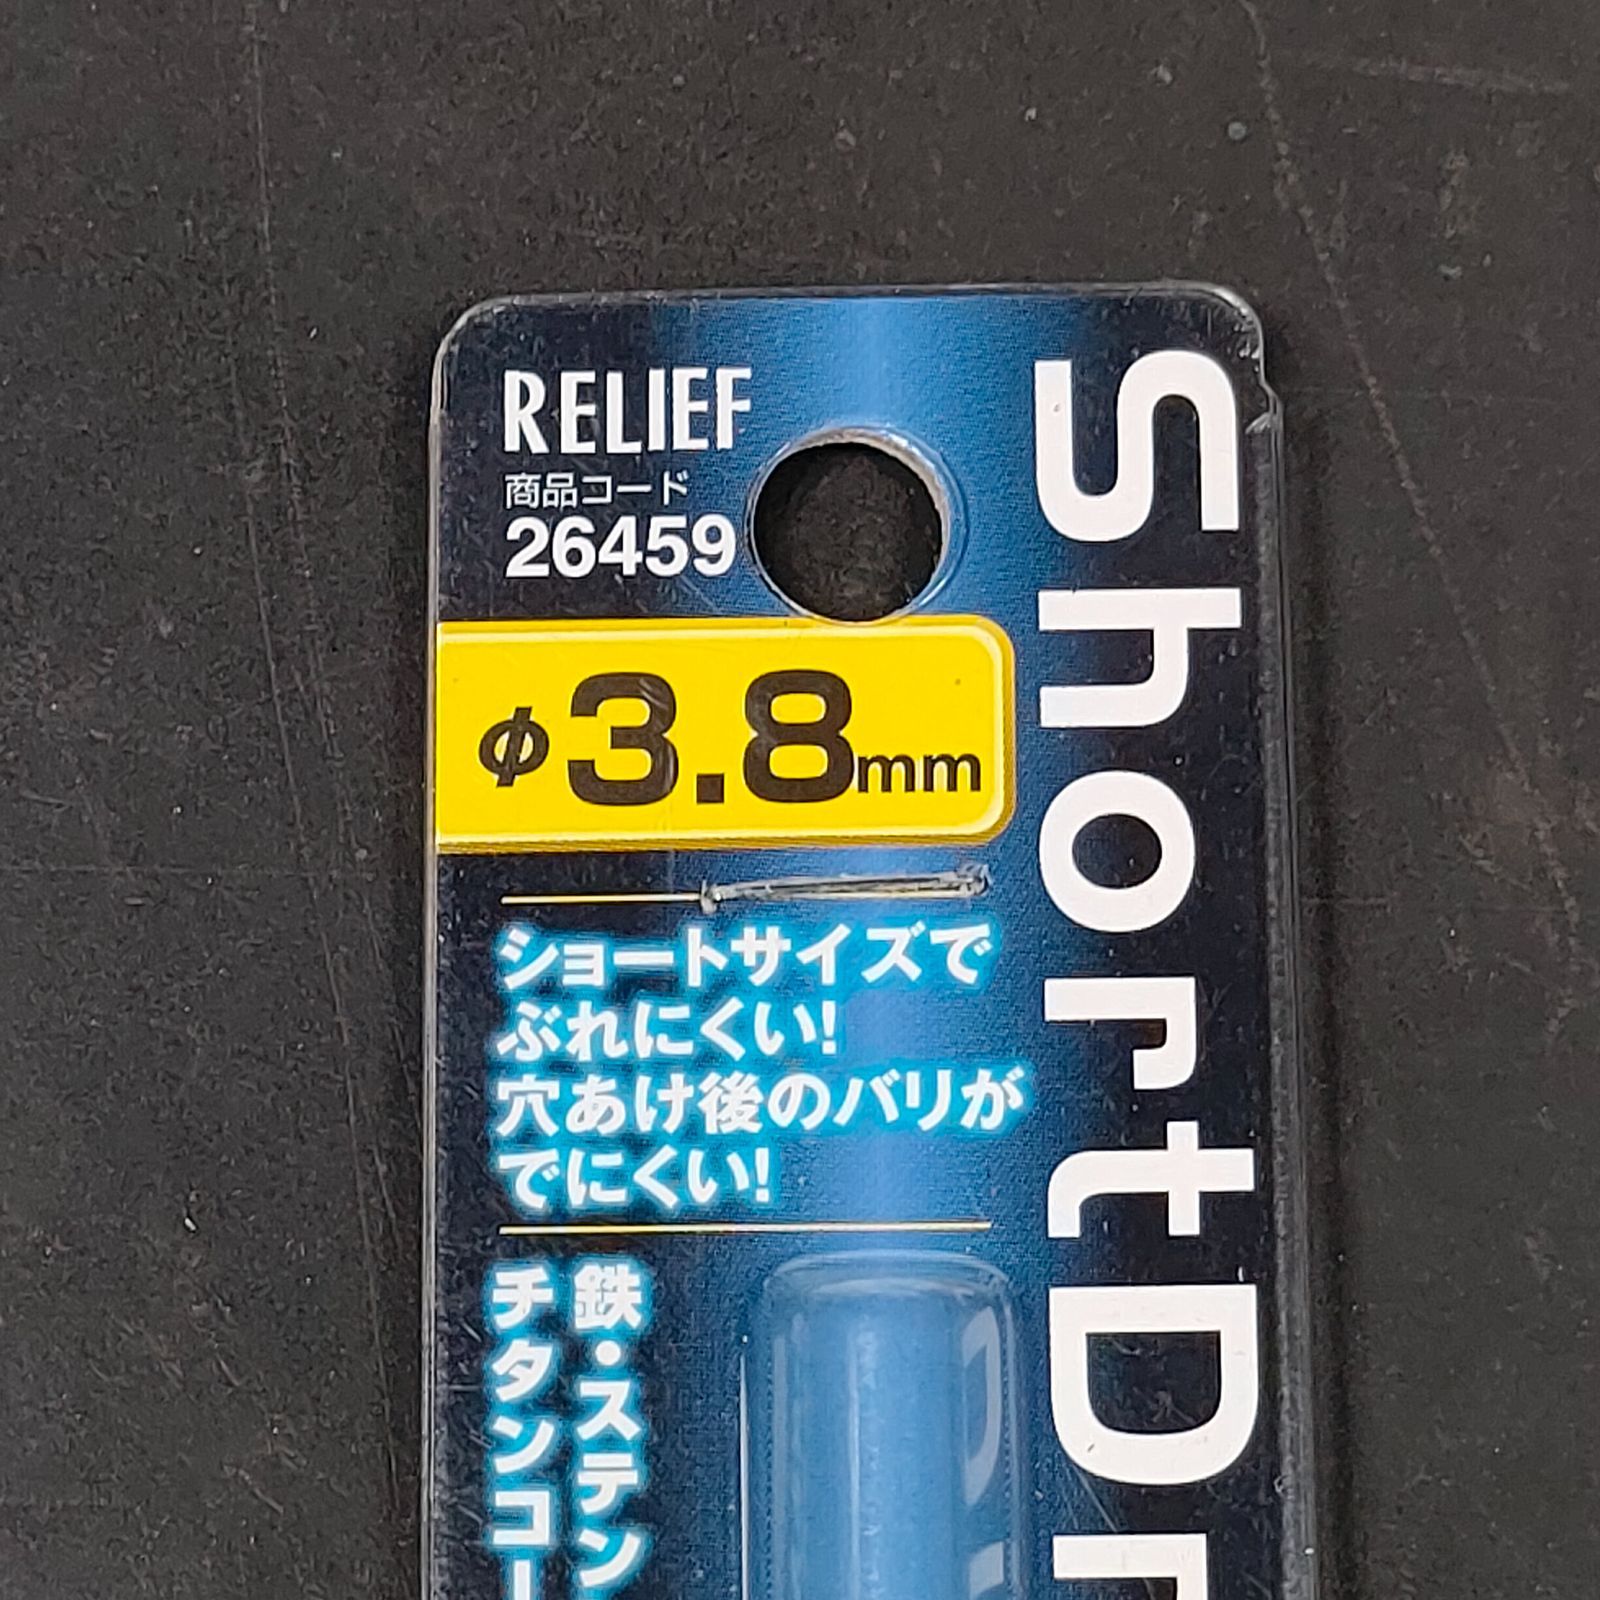 RELIEF
商品コード
26459
φ3.8mm
ショートサイズで
ぶれにくい!
穴あけ後のバリが
でにくい!
鉄・ステン
チタンコー
ShortDr